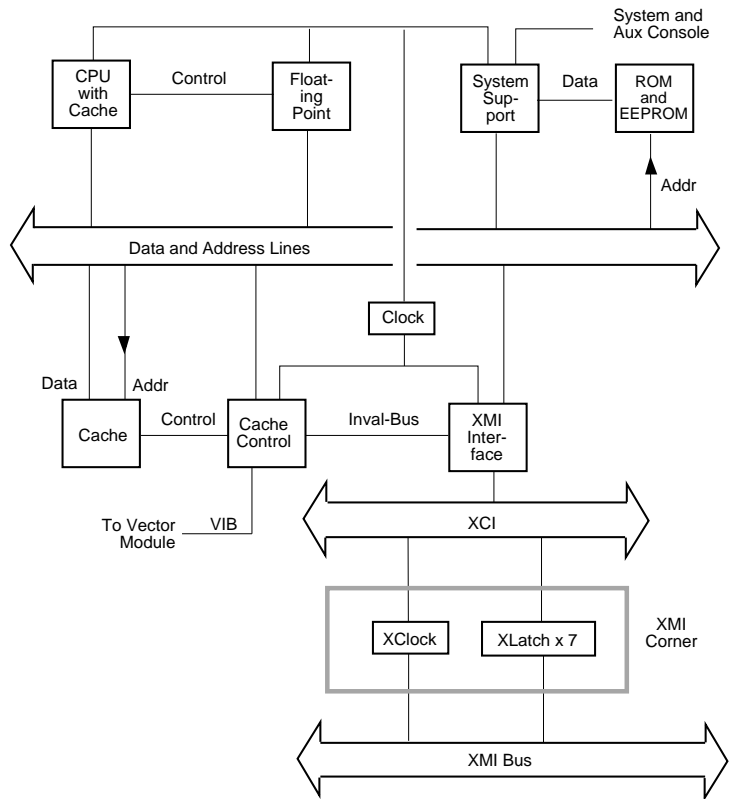 System and
Aux Console
CPU
with
Cache
Control
Float-
ing
Point
System
Sup-
port
Data
ROM
and
EEPROM
Addr
Data and Address Lines
Clock
Data
Addr
Cache
Control
Cache
Control
Inval-Bus
XMI
Inter-
face
To Vector
Module
VIB
XCI
XClock
XLatch x 7
XMI
Corner
XMI Bus